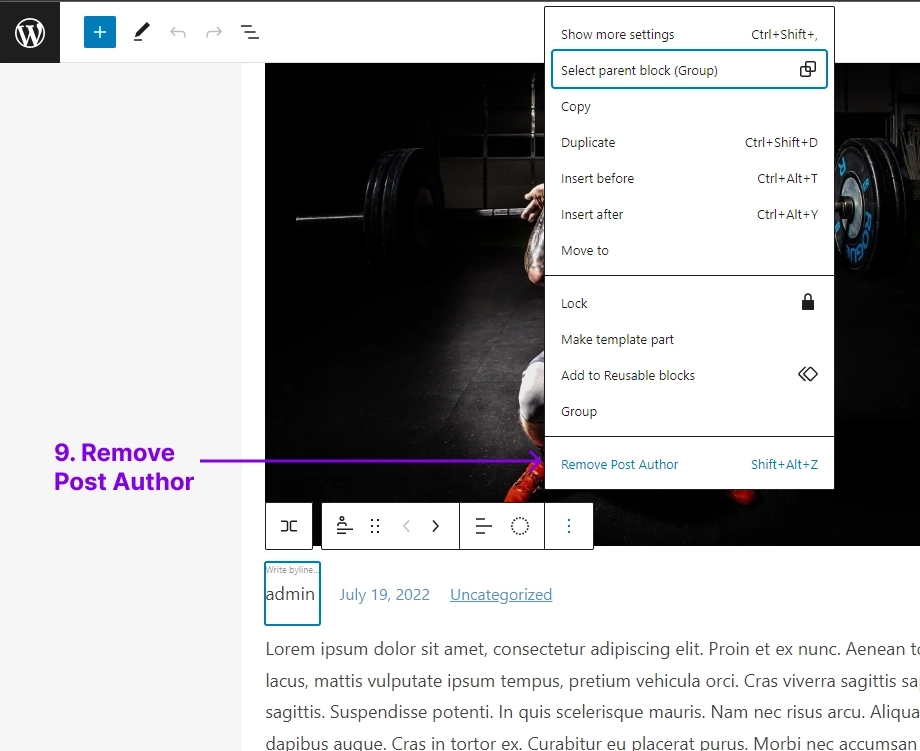 Show more settings Ctrl+Shift+,
Select parent block (Group)
Copy
Duplicate Ctrl+Shift+D
Insert before Ctrl+Alt+T
Insert after Ctrl+Alt+Y
Move to
Lock
Make template part
Add to Reusable blocks
Group
Remove Post Author Shift+Alt+Z
ROGUE
9. Remove
Post Author
Write byline...
admin July 19, 2022 Uncategorized
Lorem ipsum dolor sit amet, consectetur adipiscing elit. Proin et ex nunc. Aenean
lacus, mattis vulputate ipsum tempus, pretium vehicula orci. Cras viverra sagittis
sagittis. Suspendisse potenti. In quis scelerisque mauris. Nam nec risus arcu. Aliqua
dapibus augue. Cras in tortor ex. Curabitur eu placerat purus. Morbi nec accumsan